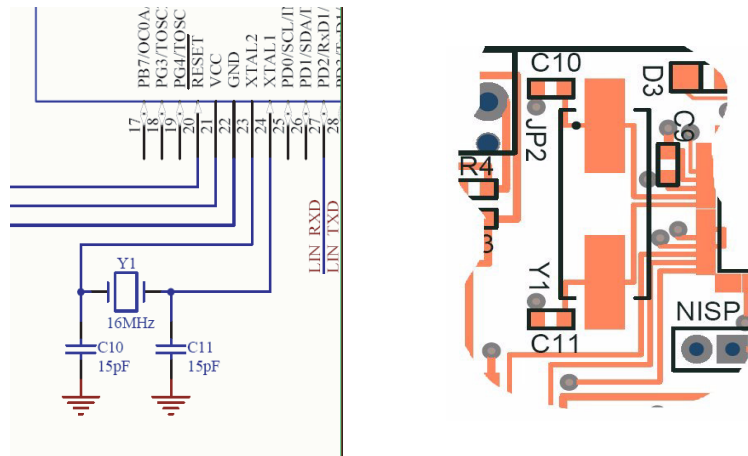 PB7/OC0A
PG3/TOSC
PG4/TOSC
RESET
VCC
GND
XTAL2
XTAL1
PD0/SCL/I
PD1/SDA/I
PD2/RxD1/
17
18
19
20
21
22
23
24
25
26
27
28
LIN RXD
LIN TXD
Y1
16MHz
C10
15pF
C11
15pF
C10
D3
JP2
C9
R4
3
Y1
C11
NISP